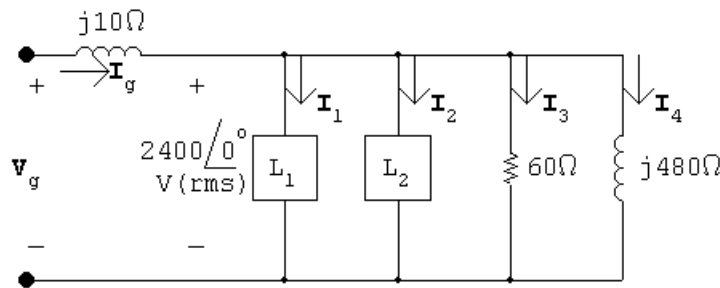 j10Ω
+
I_g
+
I_1
I_2
I_3
I_4
2400/0°
V(rms)
L_1
L_2
60Ω
j480Ω
V_g
−
−